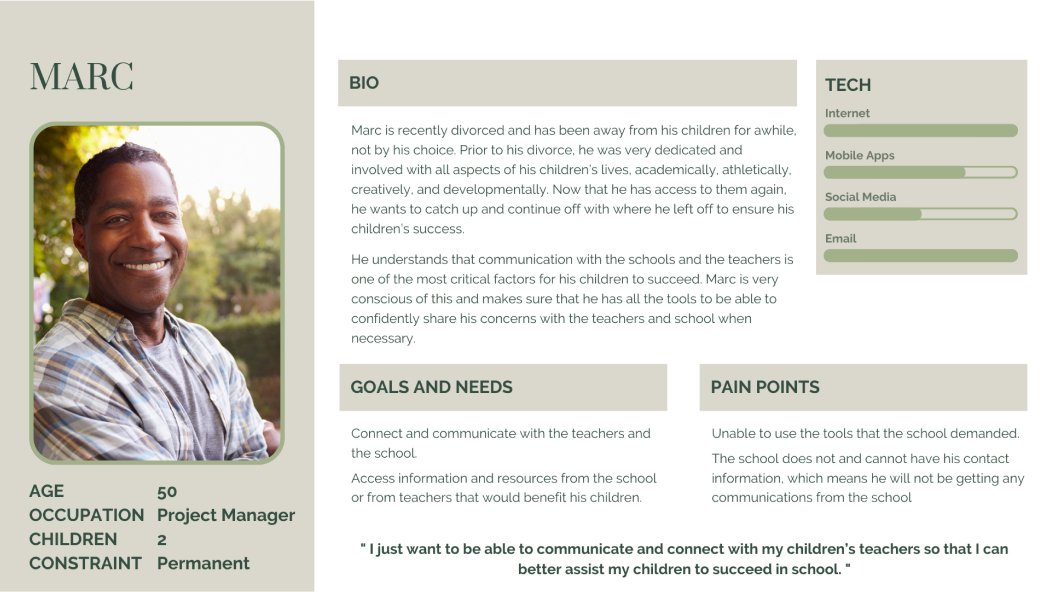 MARC
AGE 50
OCCUPATION Project Manager
CHILDREN 2
CONSTRAINT Permanent
BIO
Marc is recently divorced and has been away from his children for awhile,
not by his choice. Prior to his divorce, he was very dedicated and
involved with all aspects of his children's lives, academically, athletically,
creatively, and developmentally. Now that he has access to them again,
he wants to catch up and continue off with where he left off to ensure his
children's success.
He understands that communication with the schools and the teachers is
one of the most critical factors for his children to succeed. Marc is very
conscious of this and makes sure that he has all the tools to be able to
confidently share his concerns with the teachers and school when
necessary.
TECH
Internet
Mobile Apps
Social Media
Email
GOALS AND NEEDS
Connect and communicate with the teachers and
the school.
Access information and resources from the school
or from teachers that would benefit his children.
PAIN POINTS
Unable to use the tools that the school demanded.
The school does not and cannot have his contact
information, which means he will not be getting any
communications from the school
" I just want to be able to communicate and connect with my children's teachers so that I can
better assist my children to succeed in school. "